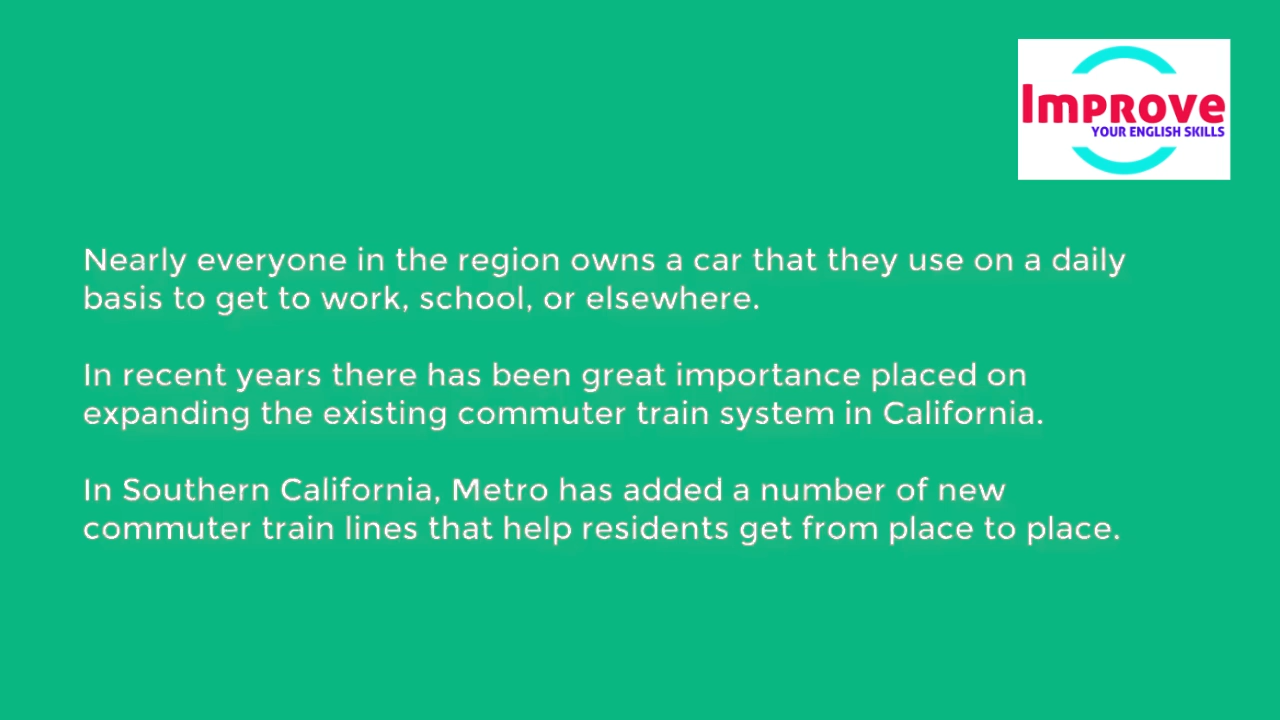 Improve
YOUR ENGLISH SKILLS
Nearly everyone in the region owns a car that they use on a daily
basis to get to work, school, or elsewhere.
In recent years there has been great importance placed on
expanding the existing commuter train system in California.
In Southern California, Metro has added a number of new
commuter train lines that help residents get from place to place.